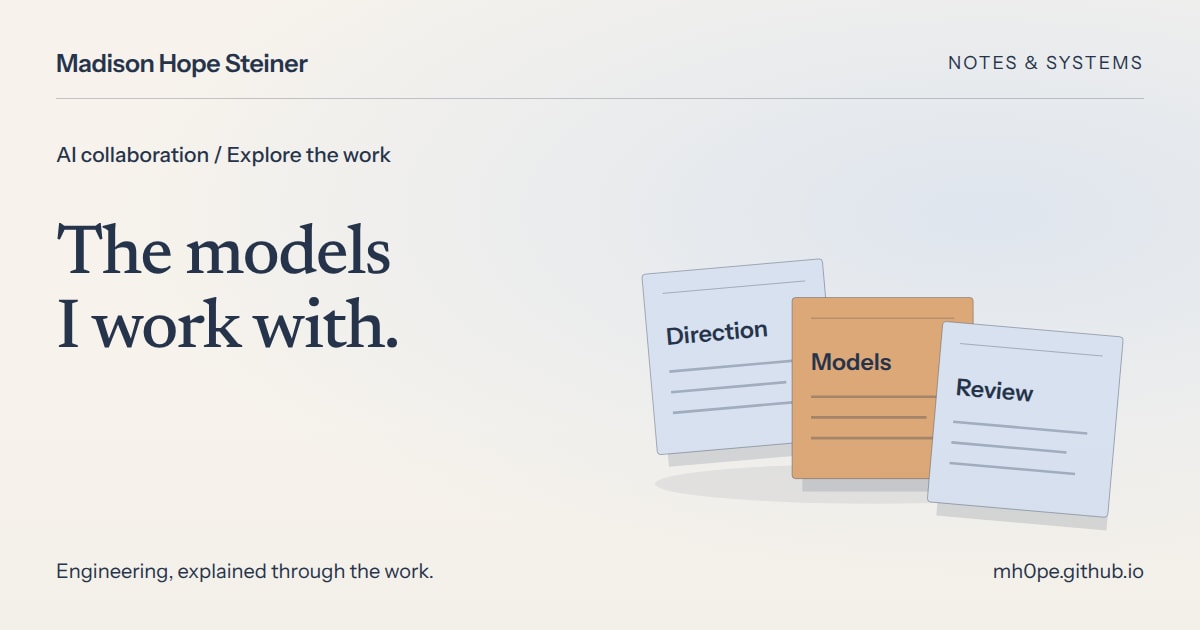 Madison Hope Steiner
NOTES & SYSTEMS
AI collaboration / Explore the work
The models
I work with.
Direction
Models
Review
Engineering, explained through the work.
mh0pe.github.io